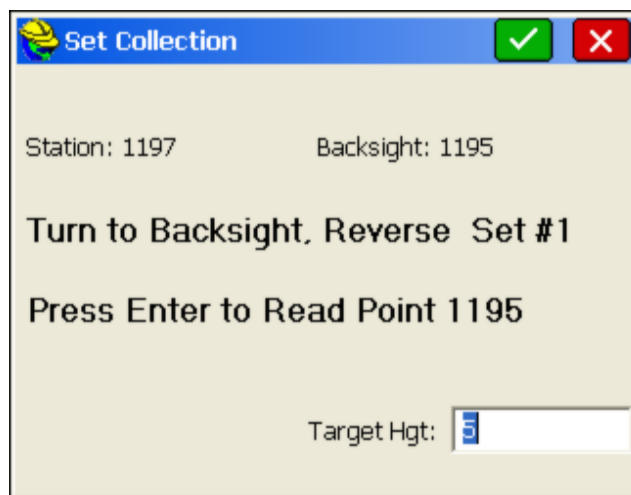 Set Collection
Station: 1197 Backsight: 1195
Turn to Backsight, Reverse Set #1
Press Enter to Read Point 1195
Target Hgt: 5